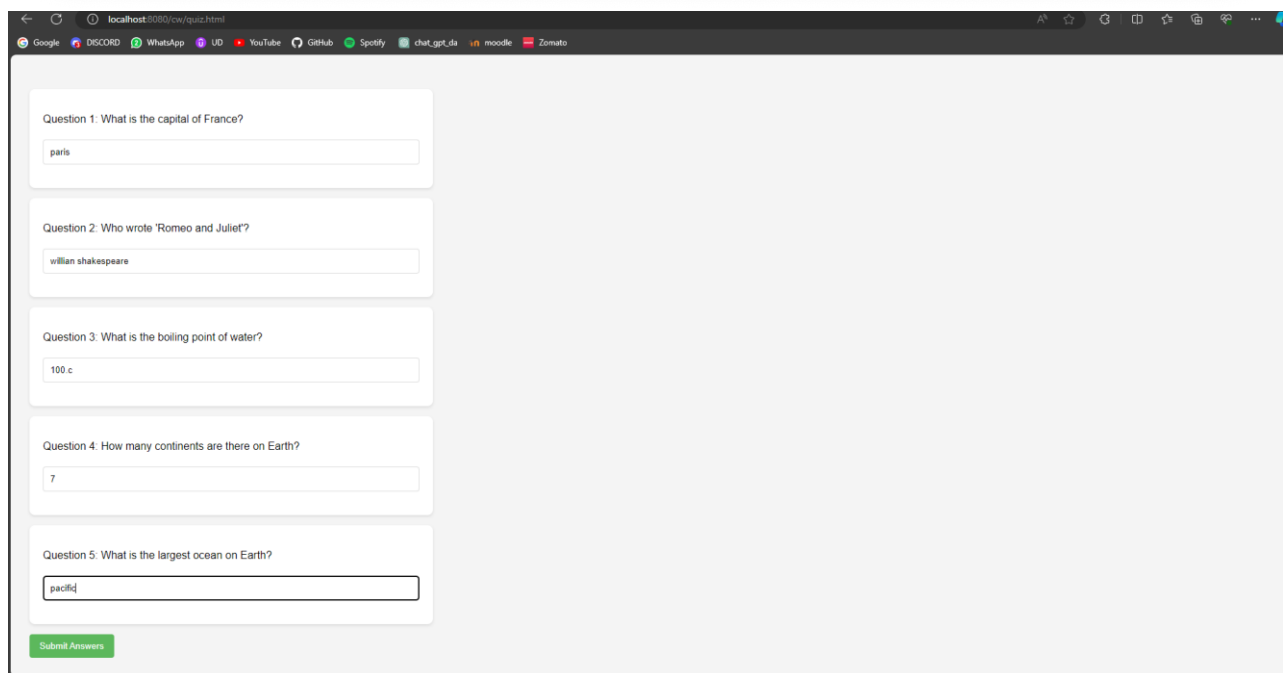 localhost:8080/cw/quiz.html
Google DISCORD WhatsApp UD YouTube GitHub Spotify chat_gpt_da moodle Zomato
Question 1: What is the capital of France?
paris
Question 2: Who wrote 'Romeo and Juliet'?
willian shakespeare
Question 3: What is the boiling point of water?
100.c
Question 4: How many continents are there on Earth?
7
Question 5: What is the largest ocean on Earth?
pacific
Submit Answers